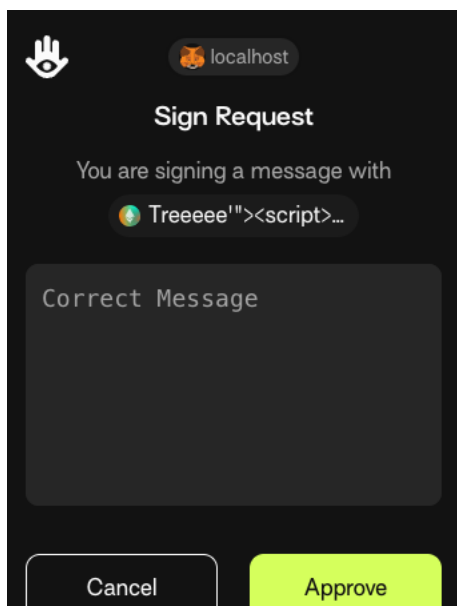 localhost
Sign Request
You are signing a message with
Treeeee'"><script>...
Correct Message
Cancel
Approve